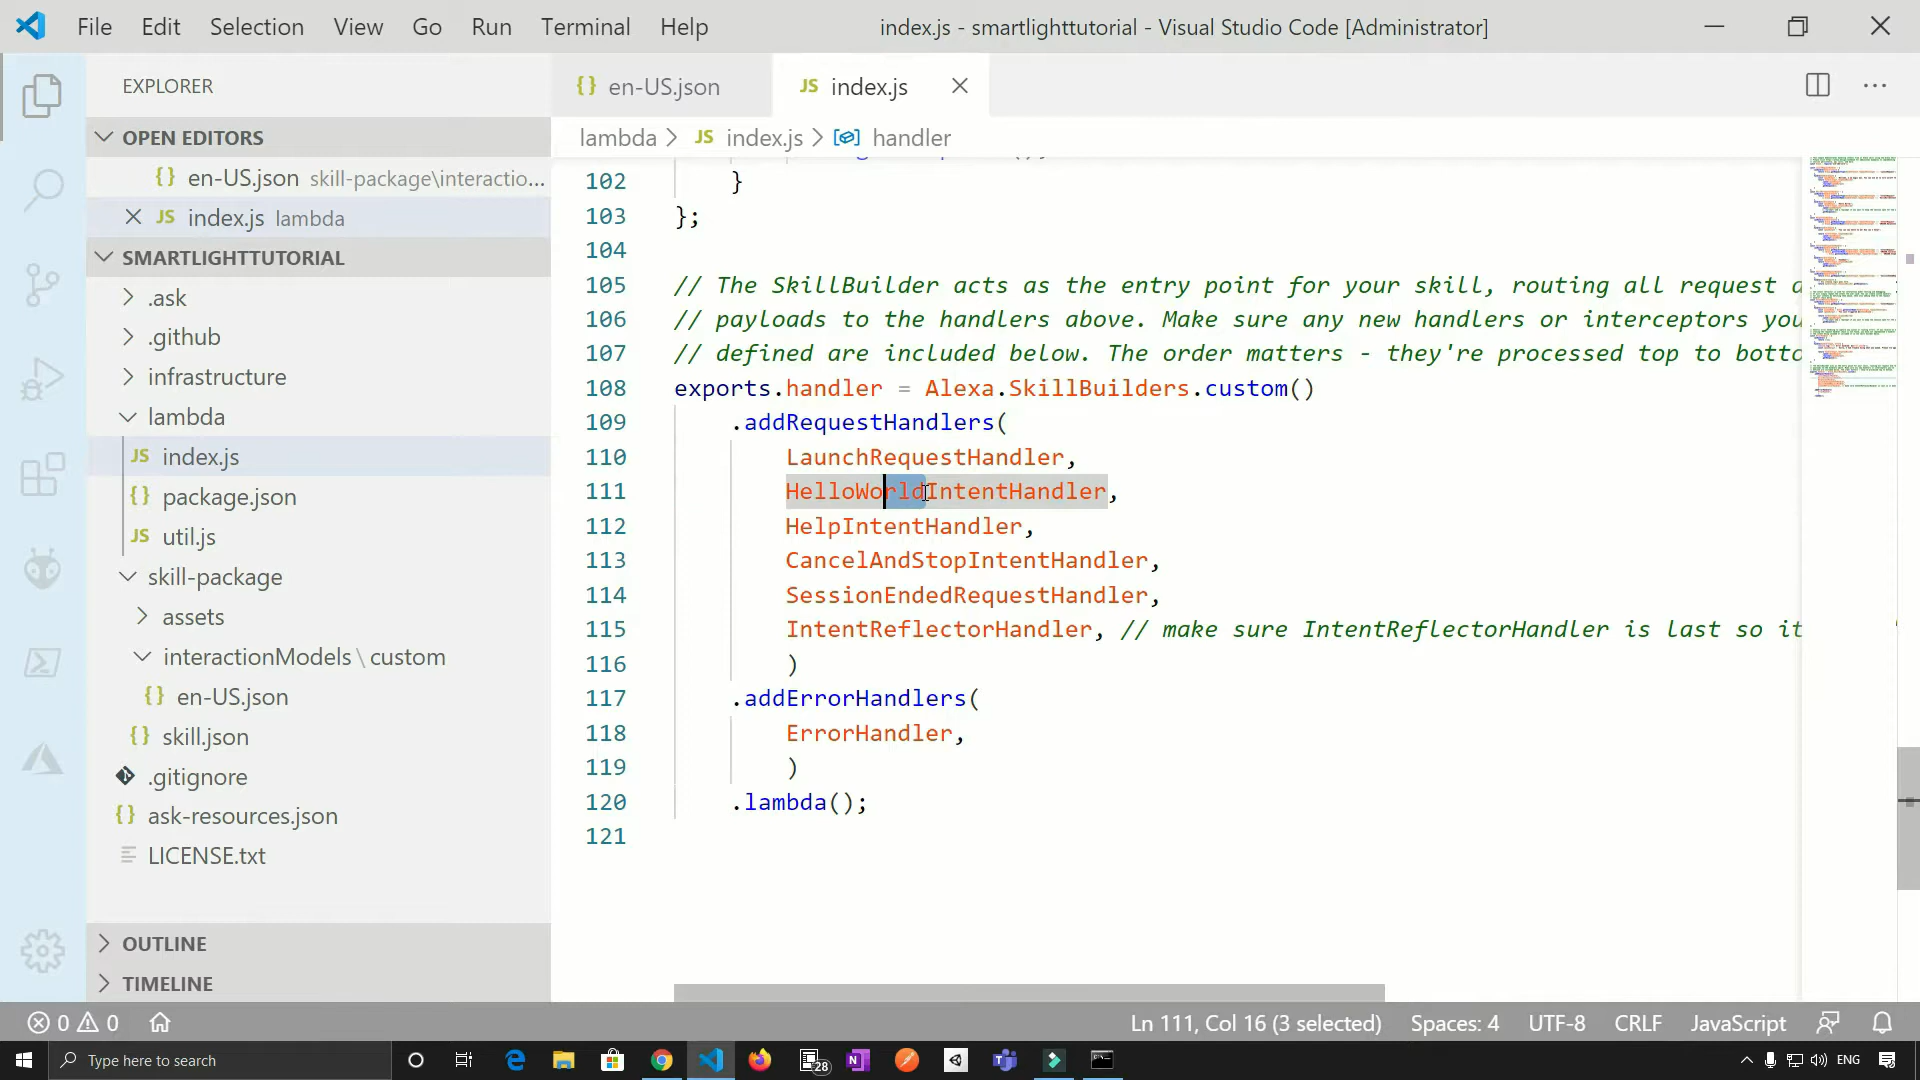 File Edit Selection View Go Run Terminal Help
index.js - smartlighttutorial - Visual Studio Code [Administrator]
EXPLORER
{} en-US.json
JS index.js
OPEN EDITORS
lambda > JS index.js > handler
{} en-US.json skill-package\interactio...
JS index.js lambda
SMARTLIGHTTUTORIAL
.ask
.github
infrastructure
lambda
JS index.js
{} package.json
JS util.js
skill-package
assets
interactionModels \ custom
{} en-US.json
{} skill.json
.gitignore
{} ask-resources.json
LICENSE.txt
OUTLINE
TIMELINE
102 }
103 };
104
105 // The SkillBuilder acts as the entry point for your skill, routing all request a
106 // payloads to the handlers above. Make sure any new handlers or interceptors you
107 // defined are included below. The order matters - they're processed top to botto
108 exports.handler = Alexa.SkillBuilders.custom()
109 .addRequestHandlers(
110 LaunchRequestHandler,
111 HelloWorldIntentHandler,
112 HelpIntentHandler,
113 CancelAndStopIntentHandler,
114 SessionEndedRequestHandler,
115 IntentReflectorHandler, // make sure IntentReflectorHandler is last so it
116 )
117 .addErrorHandlers(
118 ErrorHandler,
119 )
120 .lambda();
121
0 0
Ln 111, Col 16 (3 selected) Spaces: 4 UTF-8 CRLF JavaScript
Type here to search
28
ENG